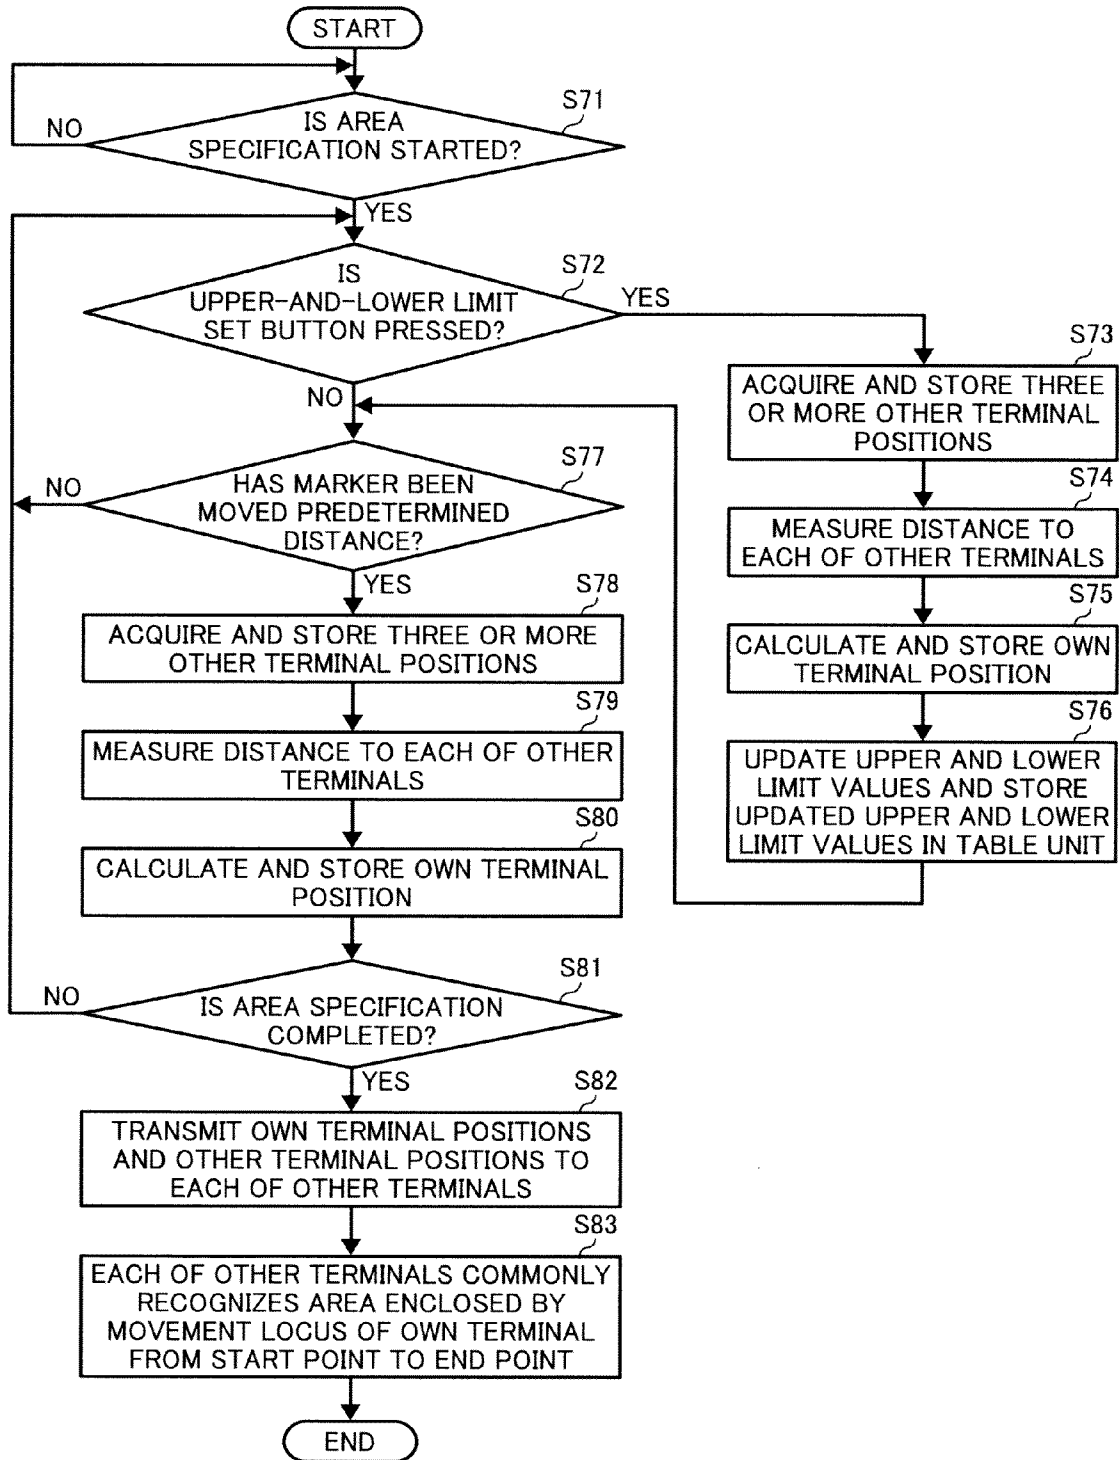 START
S71
IS AREA
SPECIFICATION STARTED?
NO
YES
S72
IS
UPPER-AND-LOWER LIMIT
SET BUTTON PRESSED?
YES
NO
S73
ACQUIRE AND STORE THREE
OR MORE OTHER TERMINAL
POSITIONS
S74
MEASURE DISTANCE TO
EACH OF OTHER TERMINALS
S75
CALCULATE AND STORE OWN
TERMINAL POSITION
S76
UPDATE UPPER AND LOWER
LIMIT VALUES AND STORE
UPDATED UPPER AND LOWER
LIMIT VALUES IN TABLE UNIT
S77
HAS MARKER BEEN
MOVED PREDETERMINED
DISTANCE?
NO
YES
S78
ACQUIRE AND STORE THREE OR MORE
OTHER TERMINAL POSITIONS
S79
MEASURE DISTANCE TO EACH OF OTHER
TERMINALS
S80
CALCULATE AND STORE OWN TERMINAL
POSITION
S81
IS AREA SPECIFICATION
COMPLETED?
NO
YES
S82
TRANSMIT OWN TERMINAL POSITIONS
AND OTHER TERMINAL POSITIONS TO
EACH OF OTHER TERMINALS
S83
EACH OF OTHER TERMINALS COMMONLY
RECOGNIZES AREA ENCLOSED BY
MOVEMENT LOCUS OF OWN TERMINAL
FROM START POINT TO END POINT
END